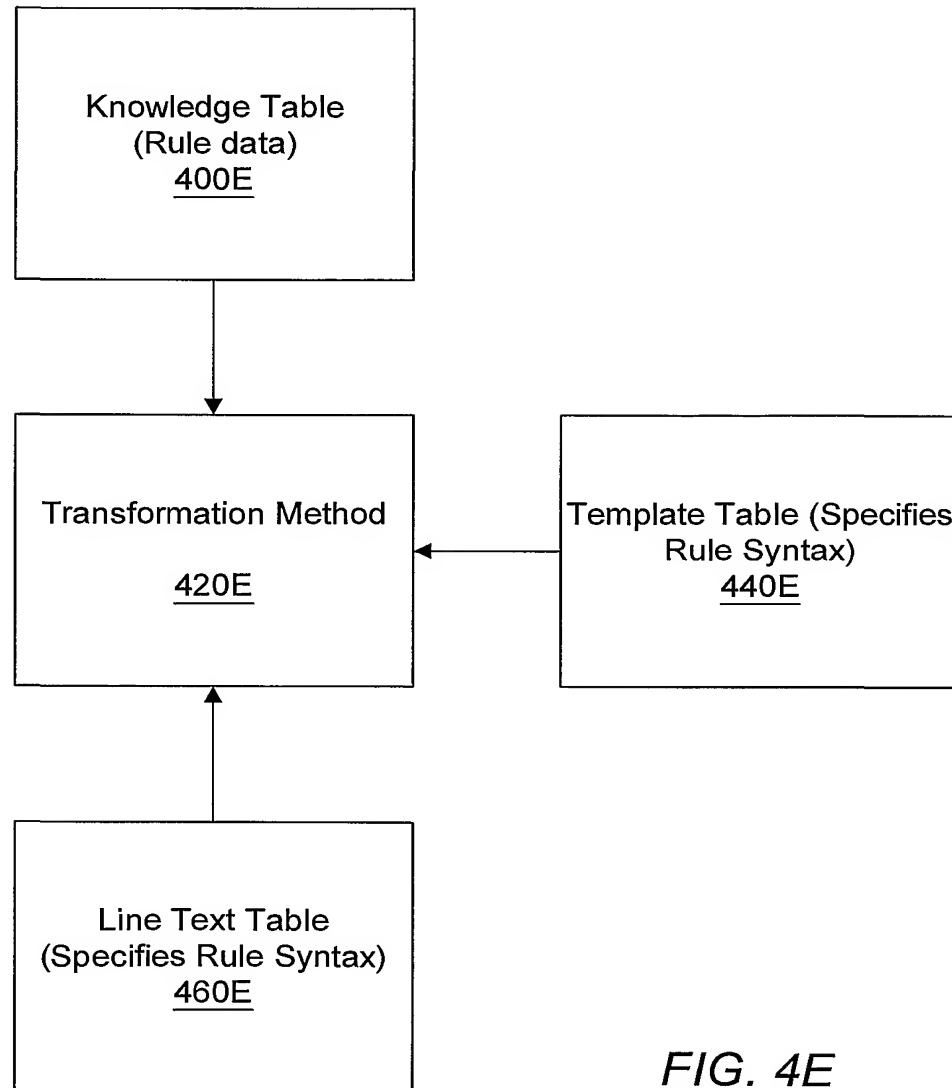 Knowledge Table
(Rule data)
400E
Transformation Method
420E
Template Table (Specifies
Rule Syntax)
440E
Line Text Table
(Specifies Rule Syntax)
460E
FIG. 4E